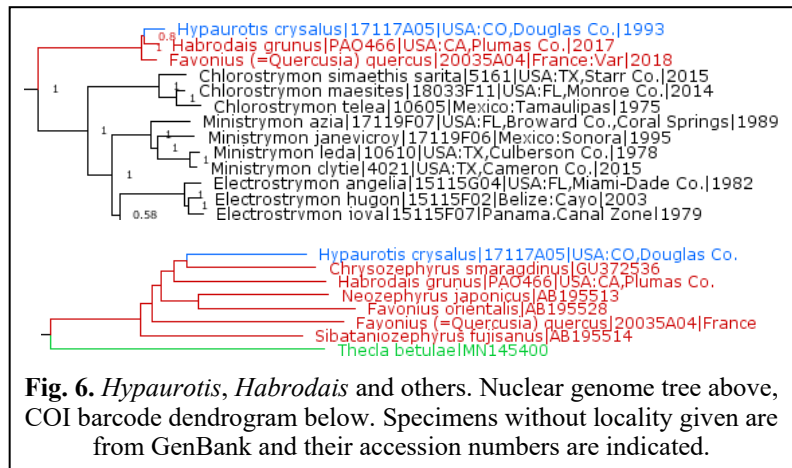 Hypaurotis crysalus|17117A05|USA:CO,Douglas Co.|1993
0.8
Habrodais grunus|PAO466|USA:CA,Plumas Co.|2017
1
Favonius (=Quercusia) quercus|20035A04|France:Var|2018
Chlorostrymon simaethis sarita|5161|USA:TX,Starr Co.|2015
1
1
Chlorostrymon maesites|18033F11|USA:FL,Monroe Co.|2014
1
Chlorostrymon telea|10605|Mexico:Tamaulipas|1975
Ministrymon azia|17119F07|USA:FL,Broward Co.,Coral Springs|1989
1
1
Ministrymon janevicroy|17119F06|Mexico:Sonora|1995
1
Ministrymon leda|10610|USA:TX,Culberson Co.|1978
1
Ministrymon clytie|4021|USA:TX,Cameron Co.|2015
1
Electrostrymon angelia|15115G04|USA:FL,Miami-Dade Co.|1982
1
Electrostrymon hugon|15115F02|Belize:Cayo|2003
1
0.58
Electrostrymon joya|15115F07|Panama.Canal Zone|1979
Hypaurotis crysalus|17117A05|USA:CO,Douglas Co.
Chrysozephyrus smaragdinus|GU372536
Habrodais grunus|PAO466|USA:CA,Plumas Co.
Neozephyrus japonicus|AB195513
Favonius orientalis|AB195528
Favonius (=Quercusia) quercus|20035A04|France
Sibataniozephyrus fujisanus|AB195514
Thecla betulae|MN145400
Fig. 6. Hypaurotis, Habrodais and others. Nuclear genome tree above,
COI barcode dendrogram below. Specimens without locality given are
from GenBank and their accession numbers are indicated.